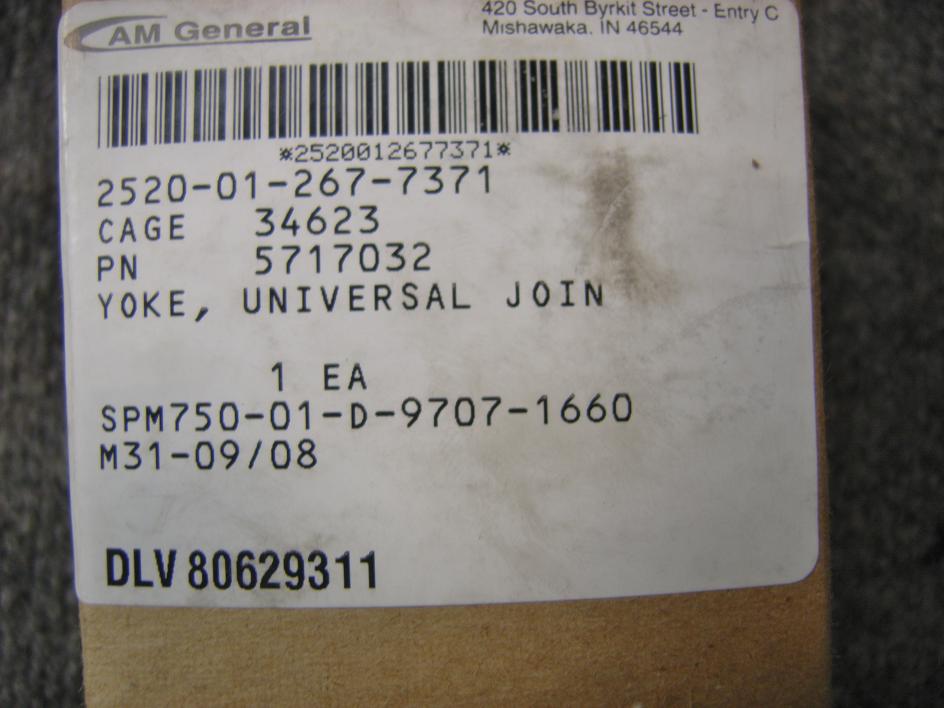 AM General
420 South Byrkit Street - Entry C
Mishawaka, IN 46544
*2520012677371*
2520-01-267-7371
CAGE 34623
PN 5717032
YOKE, UNIVERSAL JOIN
1 EA
SPM750-01-D-9707-1660
M31-09/08
DLV 80629311